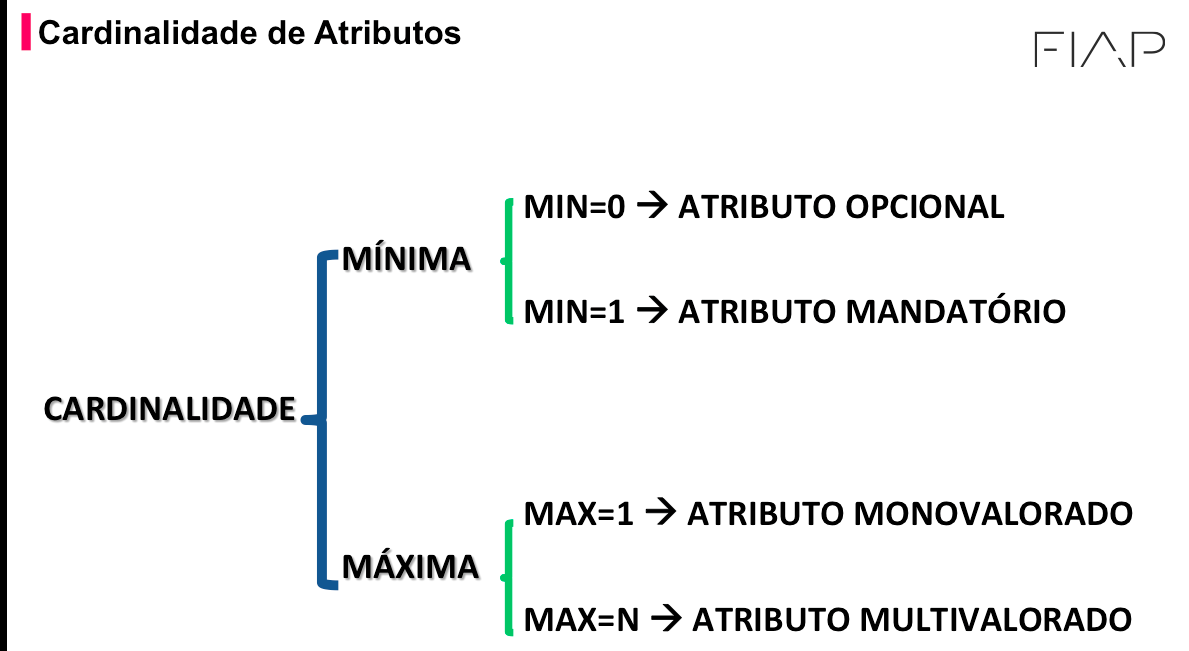 Cardinalidade de Atributos
FIAP
MIN=0 → ATRIBUTO OPCIONAL
MÍNIMA
MIN=1 → ATRIBUTO MANDATÓRIO
CARDINALIDADE
MAX=1 → ATRIBUTO MONOVALORADO
MÁXIMA
MAX=N → ATRIBUTO MULTIVALORADO